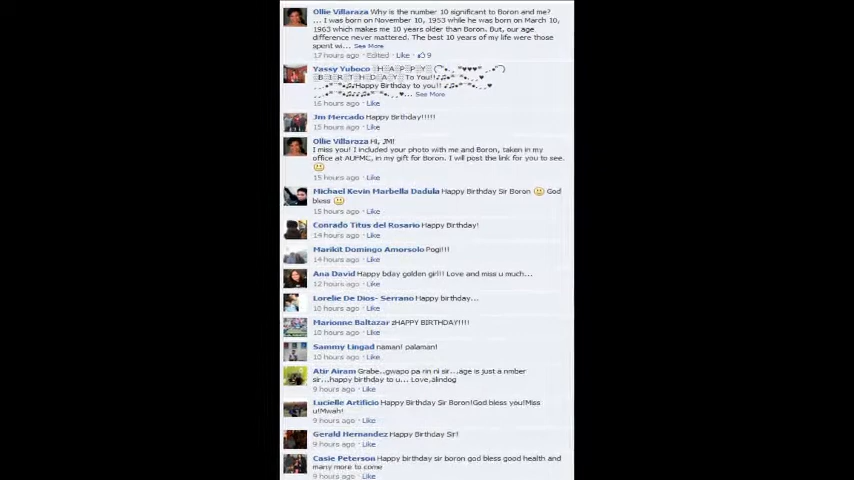 Ollie Villaraza Why is the number 10 significant to Boron and me?
... I was born on November 10, 1953 while he was born on March 10,
1963 which makes me 10 years older than Boron. But, our age
difference never mattered. The best 10 years of my life were those
spent wi... See More
17 hours ago · Edited · Like · 9
Yassy Yuboco H A P P Y
B I R T H D A Y To You!!
Happy Birthday to you!!
... See More
16 hours ago · Like
Jm Mercado Happy Birthday!!!!!
15 hours ago · Like
Ollie Villaraza Hi, JM!
I miss you! I included your photo with me and Boron, taken in my
office at AUFMC, in my gift for Boron. I will post the link for you to see.
15 hours ago · Like
Michael Kevin Marbella Dadula Happy Birthday Sir Boron God
bless
15 hours ago · Like
Conrado Titus del Rosario Happy Birthday!
14 hours ago · Like
Marikit Domingo Amorsolo Pogi!!!
14 hours ago · Like
Ana David Happy bday golden girl!! Love and miss u much...
12 hours ago · Like
Lorelie De Dios- Serrano Happy birthday...
10 hours ago · Like
Marionne Baltazar zHAPPY BIRTHDAY!!!!
10 hours ago · Like
Sammy Lingad naman! palaman!
10 hours ago · Like
Atir Airam Grabe..gwapo pa rin ni sir...age is just a nmber
sir...happy birthday to u... Love,alindog
9 hours ago · Like
Lucielle Artificio Happy Birthday Sir Boron!God bless you!Miss
u!Mwah!
9 hours ago · Like
Gerald Hernandez Happy Birthday Sir!
9 hours ago · Like
Casie Peterson Happy birthday sir boron god bless good health and
many more to come
9 hours ago · Like